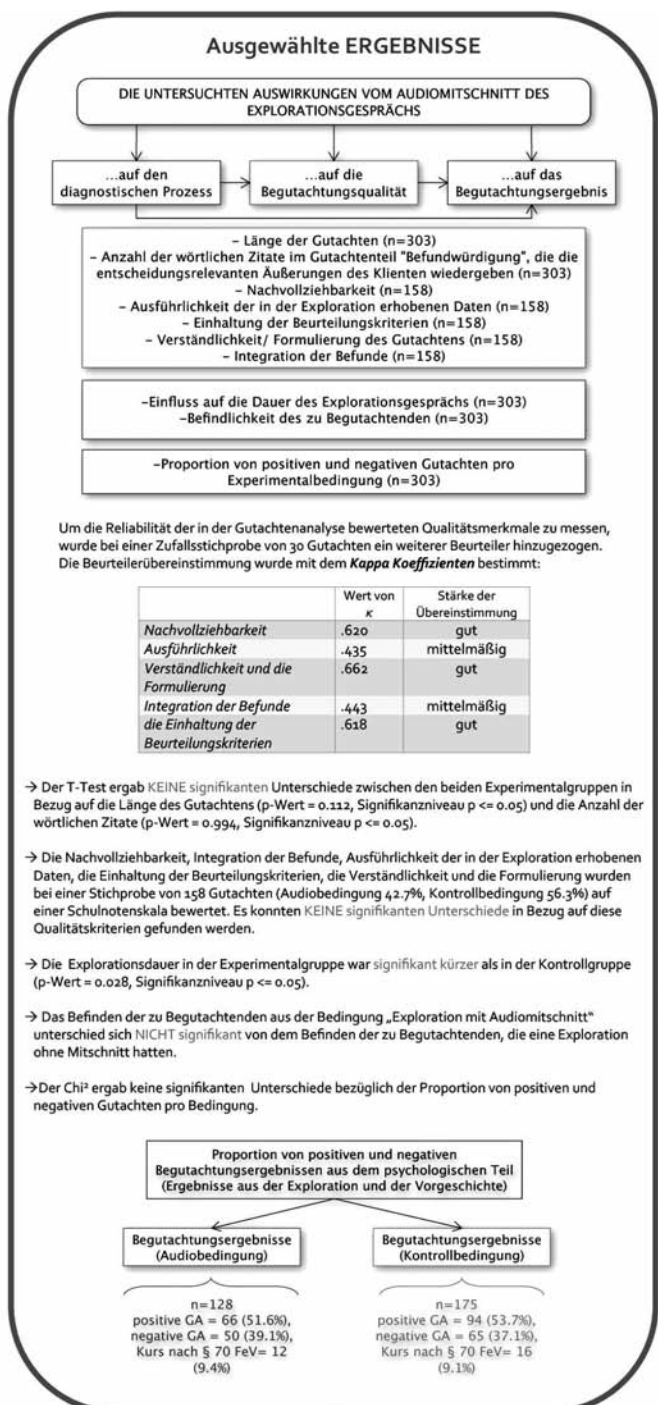 Ausgewählte ERGEBNISSE
DIE UNTERSUCHTEN AUSWIRKUNGEN VOM AUDIOMITSCHNITT DES
EXPLORATIONSGESPRÄCHS
...auf den
diagnostischen Prozess
...auf die
Begutachtungsqualität
...auf das
Begutachtungsergebnis
– Länge der Gutachten (n=303)
– Anzahl der wörtlichen Zitate im Gutachtenteil "Befundwürdigung", die die
entscheidungsrelevanten Äußerungen des Klienten wiedergeben (n=303)
– Nachvollziehbarkeit (n=158)
– Ausführlichkeit der in der Exploration erhobenen Daten (n=158)
– Einhaltung der Beurteilungskriterien (n=158)
– Verständlichkeit/ Formulierung des Gutachtens (n=158)
– Integration der Befunde (n=158)
–Einfluss auf die Dauer des Explorationsgesprächs (n=303)
–Befindlichkeit des zu Begutachtenden (n=303)
–Proportion von positiven und negativen Gutachten pro
Experimentalbedingung (n=303)
Um die Reliabilität der in der Gutachtenanalyse bewerteten Qualitätsmerkmale zu messen,
wurde bei einer Zufallsstichprobe von 30 Gutachten ein weiterer Beurteiler hinzugezogen.
Die Beurteilerübereinstimmung wurde mit dem Kappa Koeffizienten bestimmt:
Wert von κ Stärke der Übereinstimmung
Nachvollziehbarkeit .620 gut
Ausführlichkeit .435 mittelmäßig
Verständlichkeit und die .662 gut
Formulierung
Integration der Befunde .443 mittelmäßig
die Einhaltung der .618 gut
Beurteilungskriterien
→ Der T-Test ergab KEINE signifikanten Unterschiede zwischen den beiden Experimentalgruppen in
Bezug auf die Länge des Gutachtens (p-Wert = 0.112, Signifikanzniveau p <= 0.05) und die Anzahl der
wörtlichen Zitate (p-Wert = 0.994, Signifikanzniveau p <= 0.05).
→ Die Nachvollziehbarkeit, Integration der Befunde, Ausführlichkeit der in der Exploration erhobenen
Daten, die Einhaltung der Beurteilungskriterien, die Verständlichkeit und die Formulierung wurden
bei einer Stichprobe von 158 Gutachten (Audiobedingung 42.7%, Kontrollbedingung 56.3%) auf
einer Schulnotenskala bewertet. Es konnten KEINE signifikanten Unterschiede in Bezug auf diese
Qualitätskriterien gefunden werden.
→ Die Explorationsdauer in der Experimentalgruppe war signifikant kürzer als in der Kontrollgruppe
(p-Wert = 0.028, Signifikanzniveau p <= 0.05).
→ Das Befinden der zu Begutachtenden aus der Bedingung „Exploration mit Audiomitschnitt“
unterschied sich NICHT signifikant von dem Befinden der zu Begutachtenden, die eine Exploration
ohne Mitschnitt hatten.
→Der Chi² ergab keine signifikanten Unterschiede bezüglich der Proportion von positiven und
negativen Gutachten pro Bedingung.
Proportion von positiven und negativen
Begutachtungsergebnissen aus dem psychologischen Teil
(Ergebnisse aus der Exploration und der Vorgeschichte)
Begutachtungsergebnisse
(Audiobedingung)
n=128
positive GA = 66 (51.6%),
negative GA = 50 (39.1%),
Kurs nach § 70 FeV= 12
(9.4%)
Begutachtungsergebnisse
(Kontrollbedingung)
n=175
positive GA = 94 (53.7%),
negative GA = 65 (37.1%),
Kurs nach § 70 FeV= 16
(9.1%)